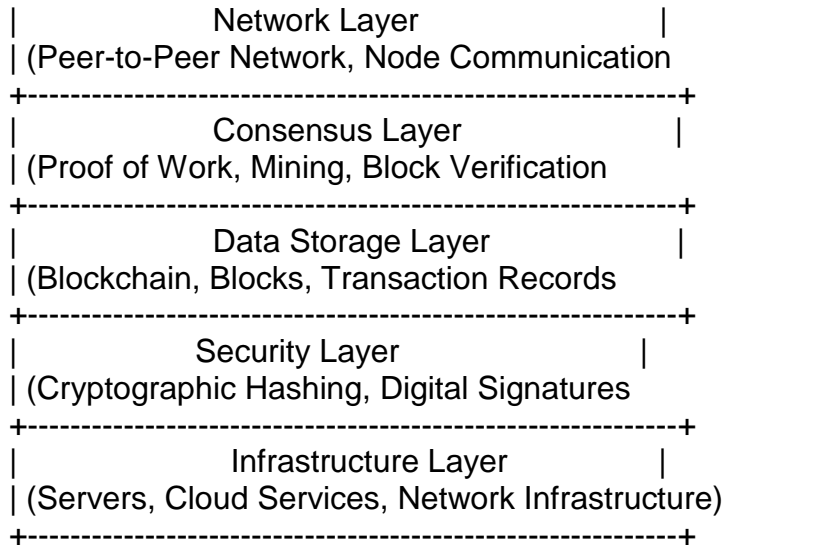 |                       Network Layer                            |
| (Peer-to-Peer Network, Node Communication
+-------------------------------------------------------------+
|                       Consensus Layer                        |
| (Proof of Work, Mining, Block Verification
+-------------------------------------------------------------+
|                       Data Storage Layer                     |
| (Blockchain, Blocks, Transaction Records
+-------------------------------------------------------------+
|                     Security Layer                           |
| (Cryptographic Hashing, Digital Signatures
+-------------------------------------------------------------+
|                         Infrastructure Layer                 |
| (Servers, Cloud Services, Network Infrastructure)
+-------------------------------------------------------------+